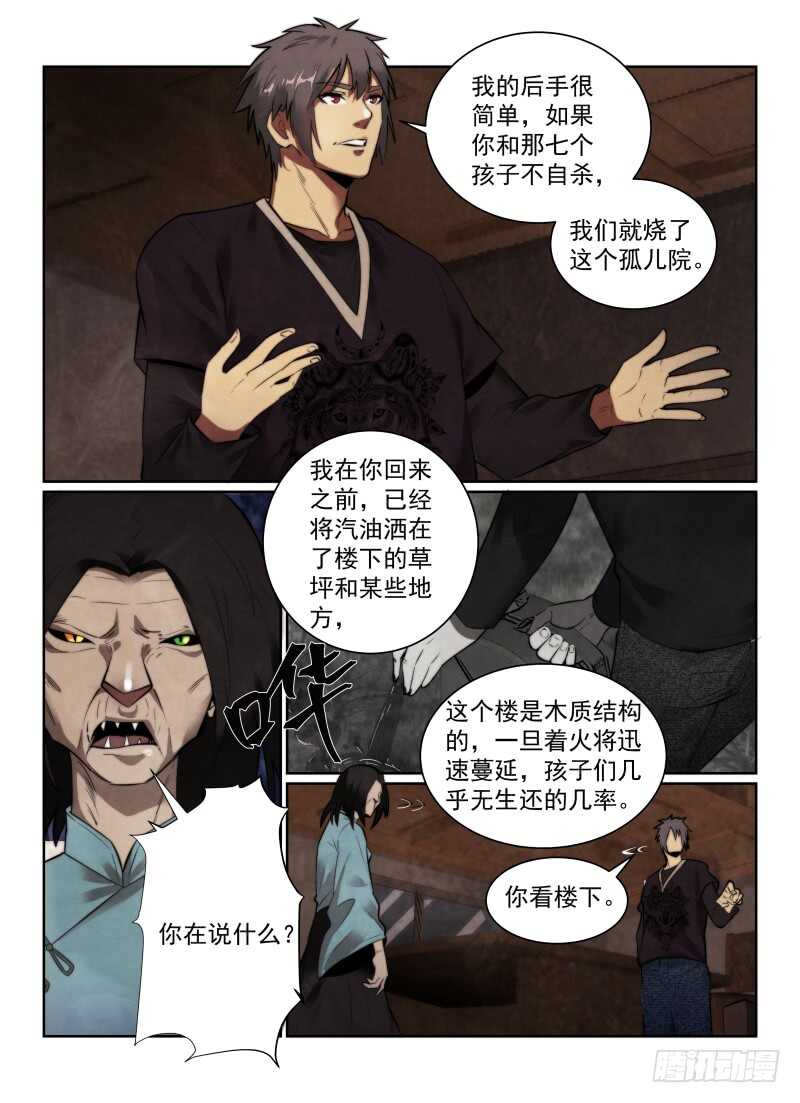 我的后手很
简单，如果
你和那七个
孩子不自杀，
我们就烧了
这个孤儿院。
我在你回来
之前，已经
将汽油洒在
了楼下的草
坪和某些地
方，
哗
你在说什么？
这个楼是木质结构
的，一旦着火将迅
速蔓延，孩子们几
乎无生还的几率。
你看楼下。
腾讯动漫